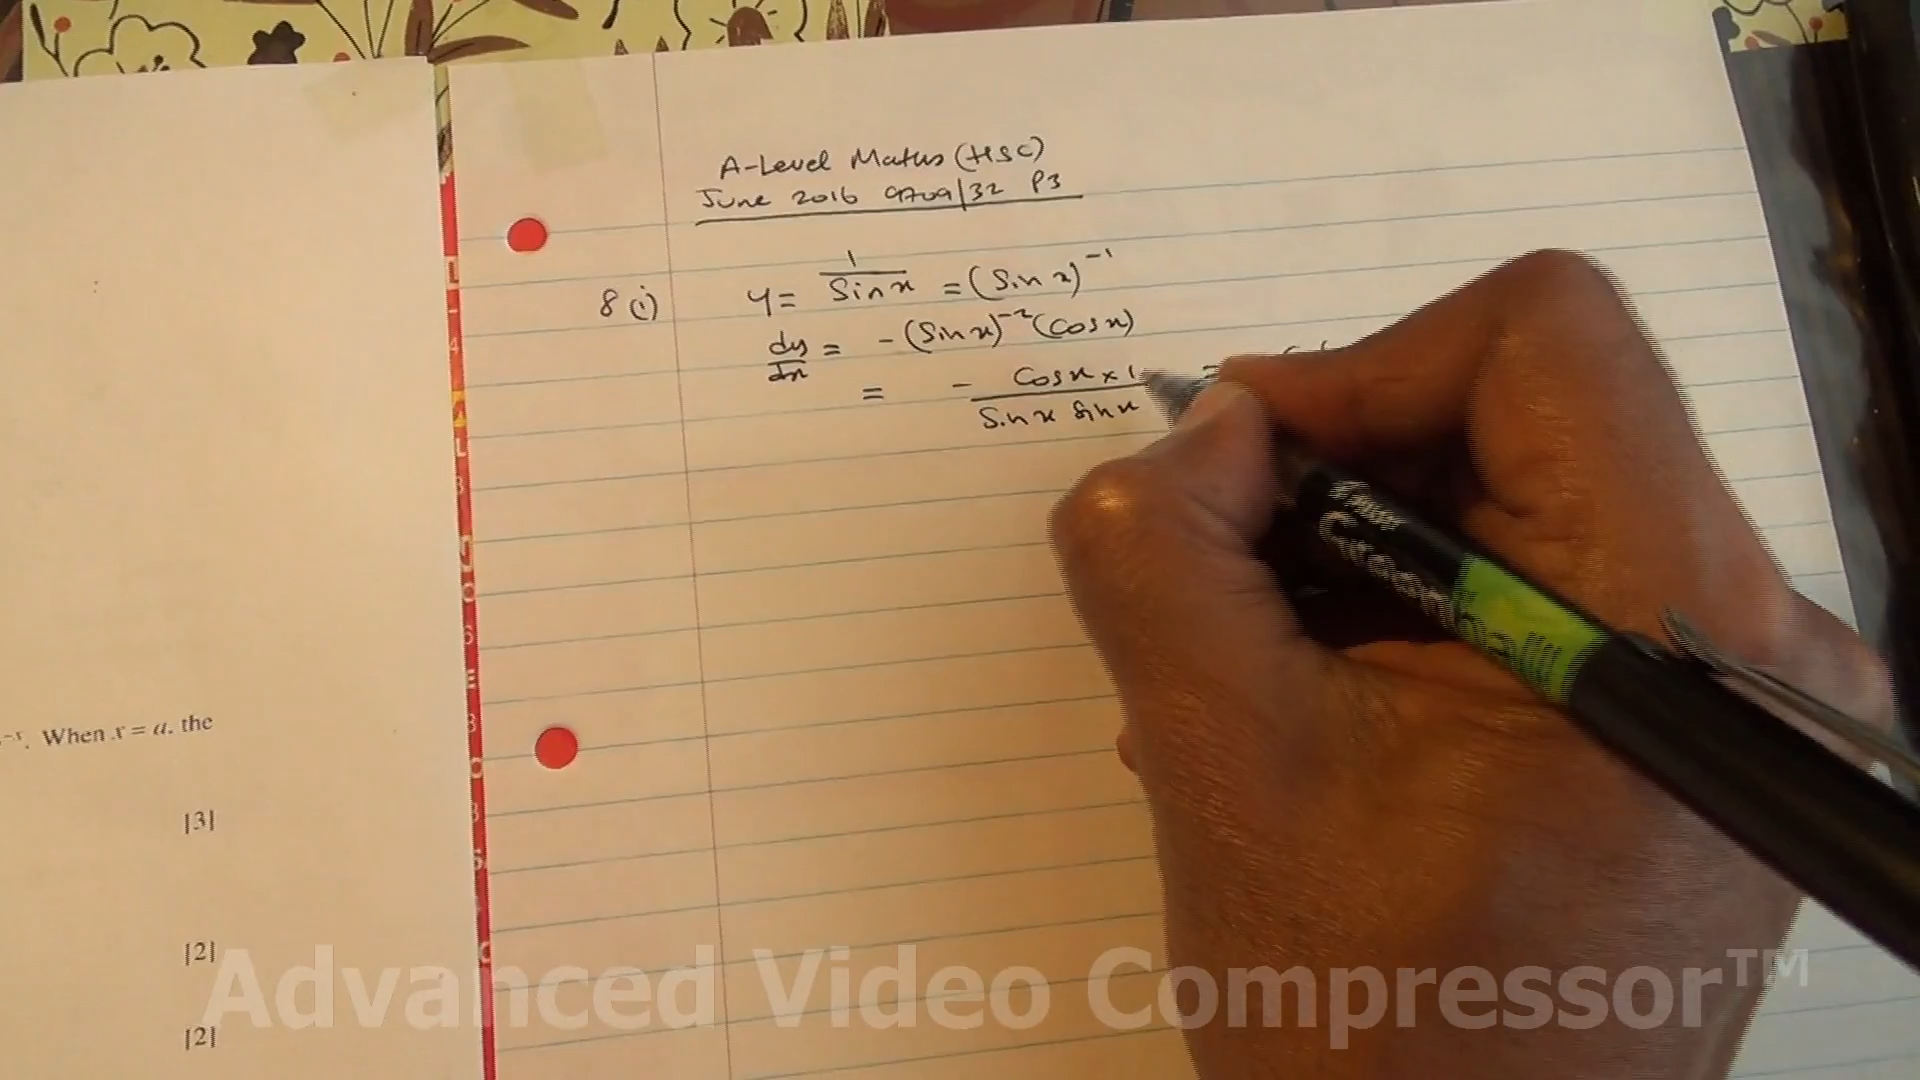 A-Level Maths (HSC)
June 2016 9709/32 P3
8 (i) y = 1/Sin x = (Sin x)⁻¹
dy/dx = -(Sin x)⁻² (Cos x)
= - Cos x × 1 / Sin x Sin x =
⁻ˣ. When x = a, the
[3]
[2]
[2]
Advanced Video Compressor™